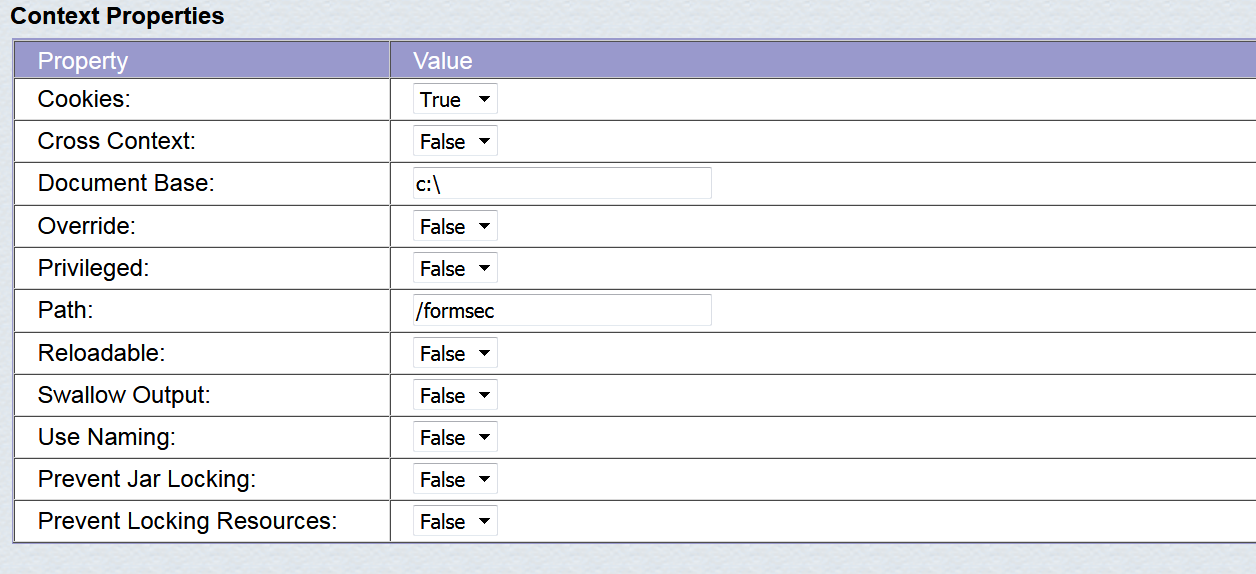 Context Properties
Property Value
Cookies: True
Cross Context: False
Document Base: c:\
Override: False
Privileged: False
Path: /formsec
Reloadable: False
Swallow Output: False
Use Naming: False
Prevent Jar Locking: False
Prevent Locking Resources: False